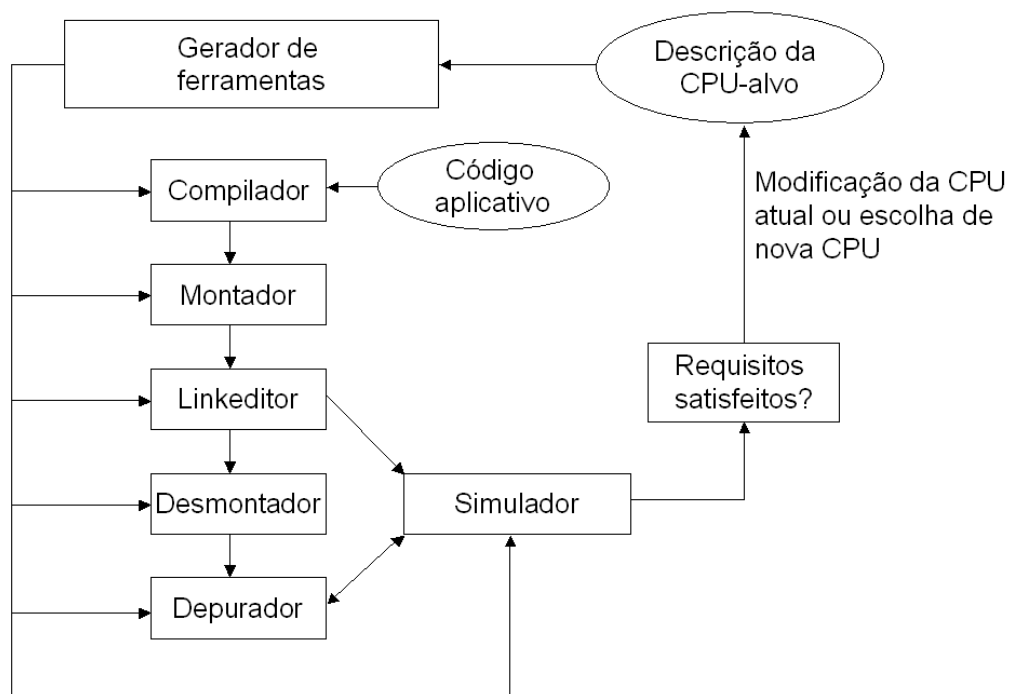 Gerador de
ferramentas
Descrição da
CPU-alvo
Código
aplicativo
Compilador
Modificação da CPU
atual ou escolha de
nova CPU
Montador
Requisitos
satisfeitos?
Linkeditor
Desmontador
Simulador
Depurador